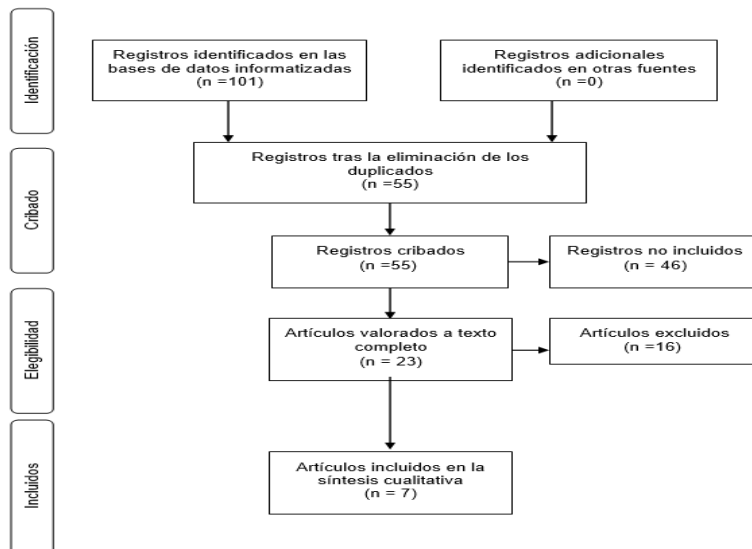 Identificación
Registros identificados en las
bases de datos informatizadas
(n =101)
Registros adicionales
identificados en otras fuentes
(n =0)
Cribado
Registros tras la eliminación de los
duplicados
(n =55)
Registros cribados
(n =55)
Registros no incluidos
(n = 46)
Elegibilidad
Artículos valorados a texto
completo
(n = 23)
Artículos excluidos
(n =16)
Incluidos
Artículos incluidos en la
síntesis cualitativa
(n = 7)